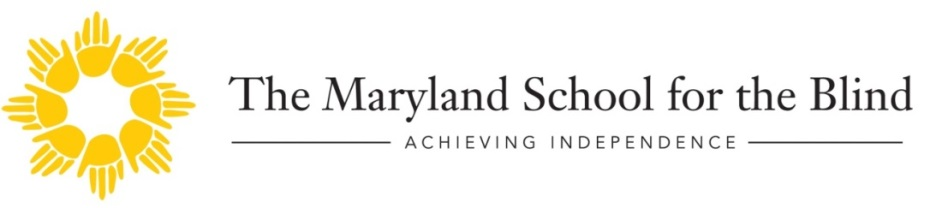 The Maryland School for the Blind
ACHIEVING INDEPENDENCE